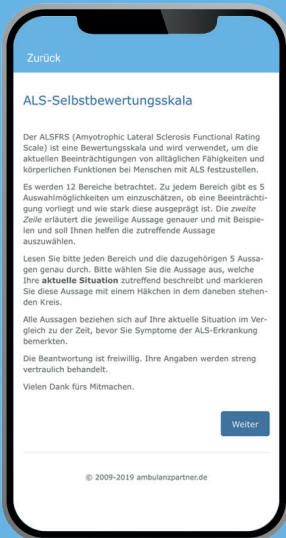 Zurück
ALS-Selbstbewertungsskala
Der ALSFRS (Amyotrophic Lateral Sclerosis Functional Rating
Scale) ist eine Bewertungsskala und wird verwendet, um die
aktuellen Beeinträchtigungen von alltäglichen Fähigkeiten und
körperlichen Funktionen bei Menschen mit ALS festzustellen.
Es werden 12 Bereiche betrachtet. Zu jedem Bereich gibt es 5
Auswahlmöglichkeiten um einzuschätzen, ob eine Beeinträchti-
gung vorliegt und wie stark diese ausgeprägt ist. Die zweite
Zeile erläutert die jeweilige Aussage genauer und mit Beispie-
len und soll Ihnen helfen die zutreffende Aussage
auszuwählen.
Lesen Sie bitte jeden Bereich und die dazugehörigen 5 Aussa-
gen genau durch. Bitte wählen Sie die Aussage aus, welche
Ihre aktuelle Situation zutreffend beschreibt und markieren
Sie diese Aussage mit einem Häkchen in dem daneben stehen-
den Kreis.
Alle Aussagen beziehen sich auf Ihre aktuelle Situation im Ver-
gleich zu der Zeit, bevor Sie Symptome der ALS-Erkrankung
bemerkten.
Die Beantwortung ist freiwillig. Ihre Angaben werden streng
vertraulich behandelt.
Vielen Dank fürs Mitmachen.
Weiter
© 2009-2019 ambulanzpartner.de